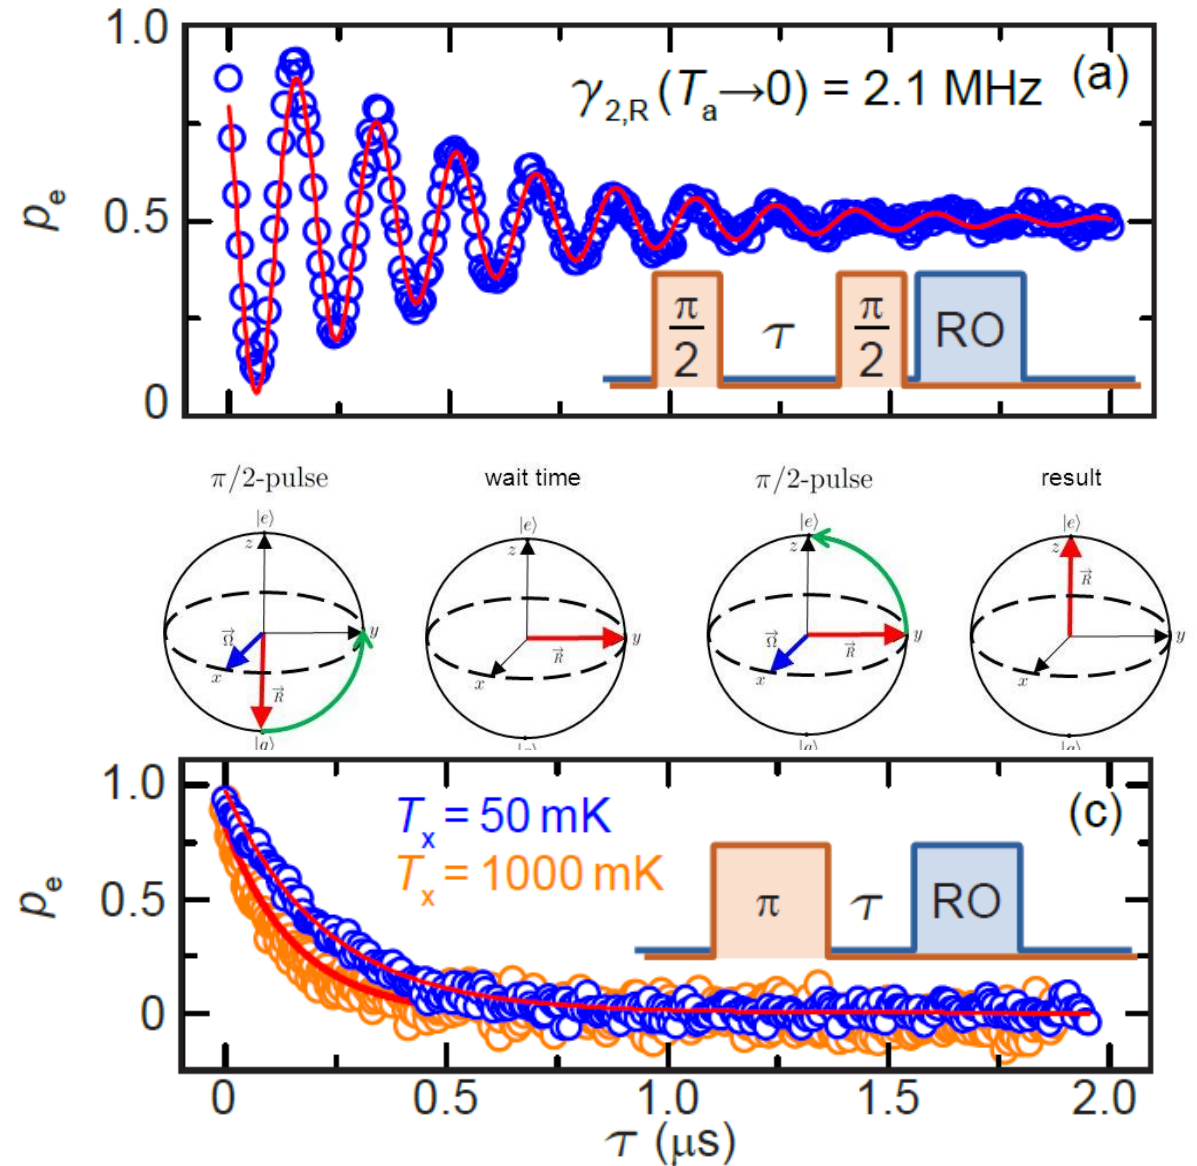 1.0
(a)
γ2,R (Ta→0) = 2.1 MHz
pe
0.5
π/2 τ π/2 RO
0
π/2-pulse wait time π/2-pulse result
|e⟩ |e⟩ |e⟩ |e⟩
z z z z
Ω⃗ y y Ω⃗ y R⃗ y
x R⃗ x R⃗ x R⃗ x
|g⟩
1.0
Tx = 50 mK
(c)
Tx = 1000 mK
pe
0.5
π τ RO
0
0 0.5 1.0 1.5 2.0
τ (μs)